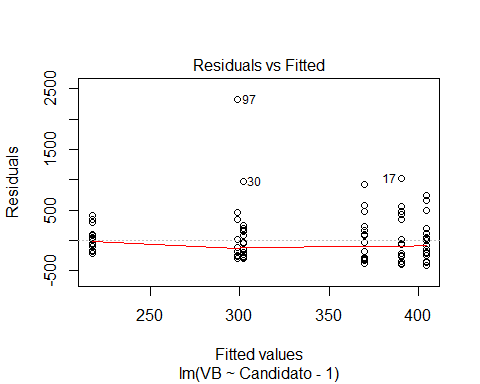 Residuals vs Fitted
Residuals
2500
1500
500
-500
97
30
17
250
300
350
400
Fitted values
lm(VB ~ Candidato - 1)